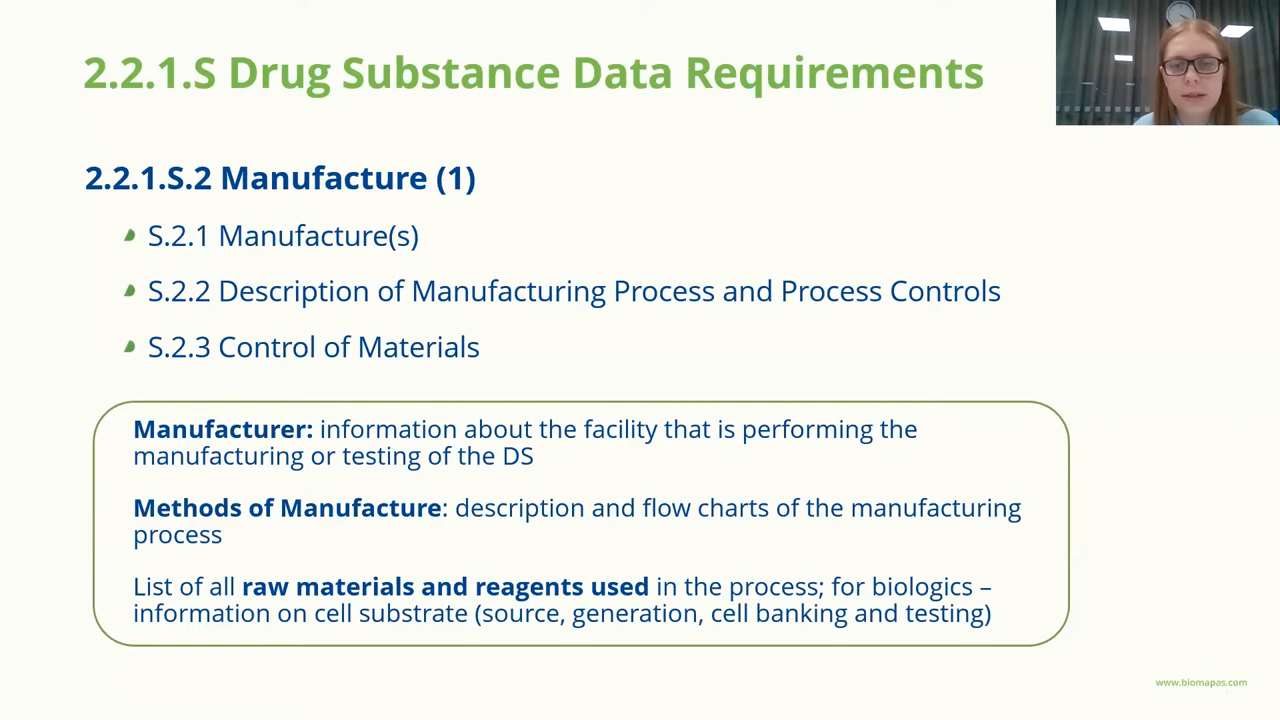 2.2.1.S Drug Substance Data Requirements
2.2.1.S.2 Manufacture (1)
S.2.1 Manufacture(s)
S.2.2 Description of Manufacturing Process and Process Controls
S.2.3 Control of Materials
Manufacturer: information about the facility that is performing the
manufacturing or testing of the DS
Methods of Manufacture: description and flow charts of the manufacturing
process
List of all raw materials and reagents used in the process; for biologics –
information on cell substrate (source, generation, cell banking and testing)
www.biomapas.com